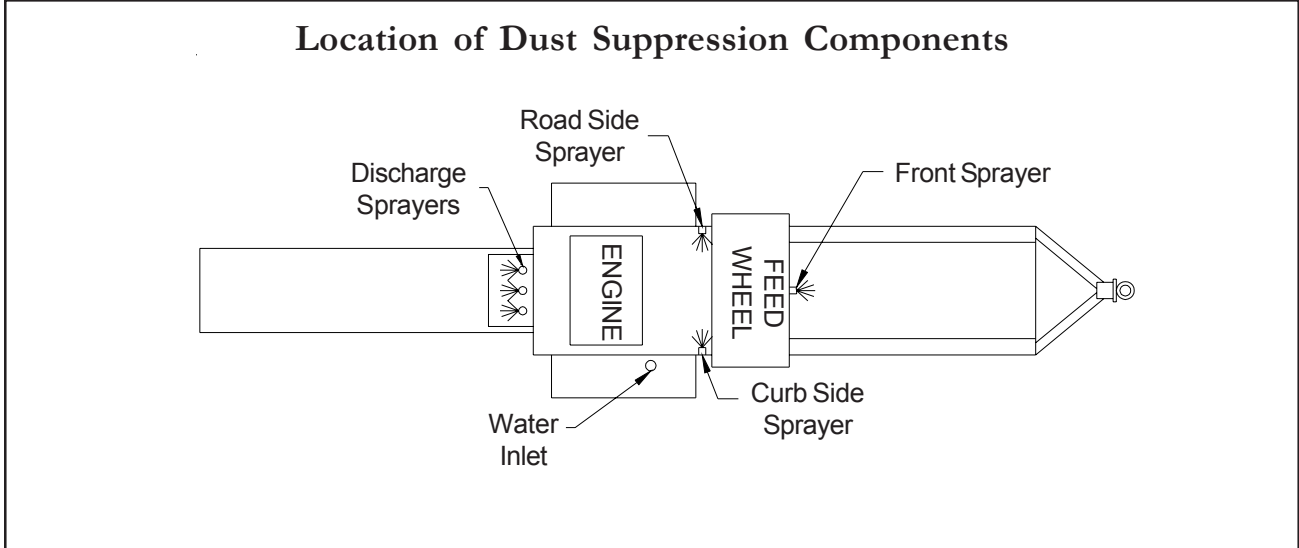 Location of Dust Suppression Components
Road Side
Sprayer
Discharge
Sprayers
Front Sprayer
ENGINE
FEED
WHEEL
Curb Side
Sprayer
Water
Inlet